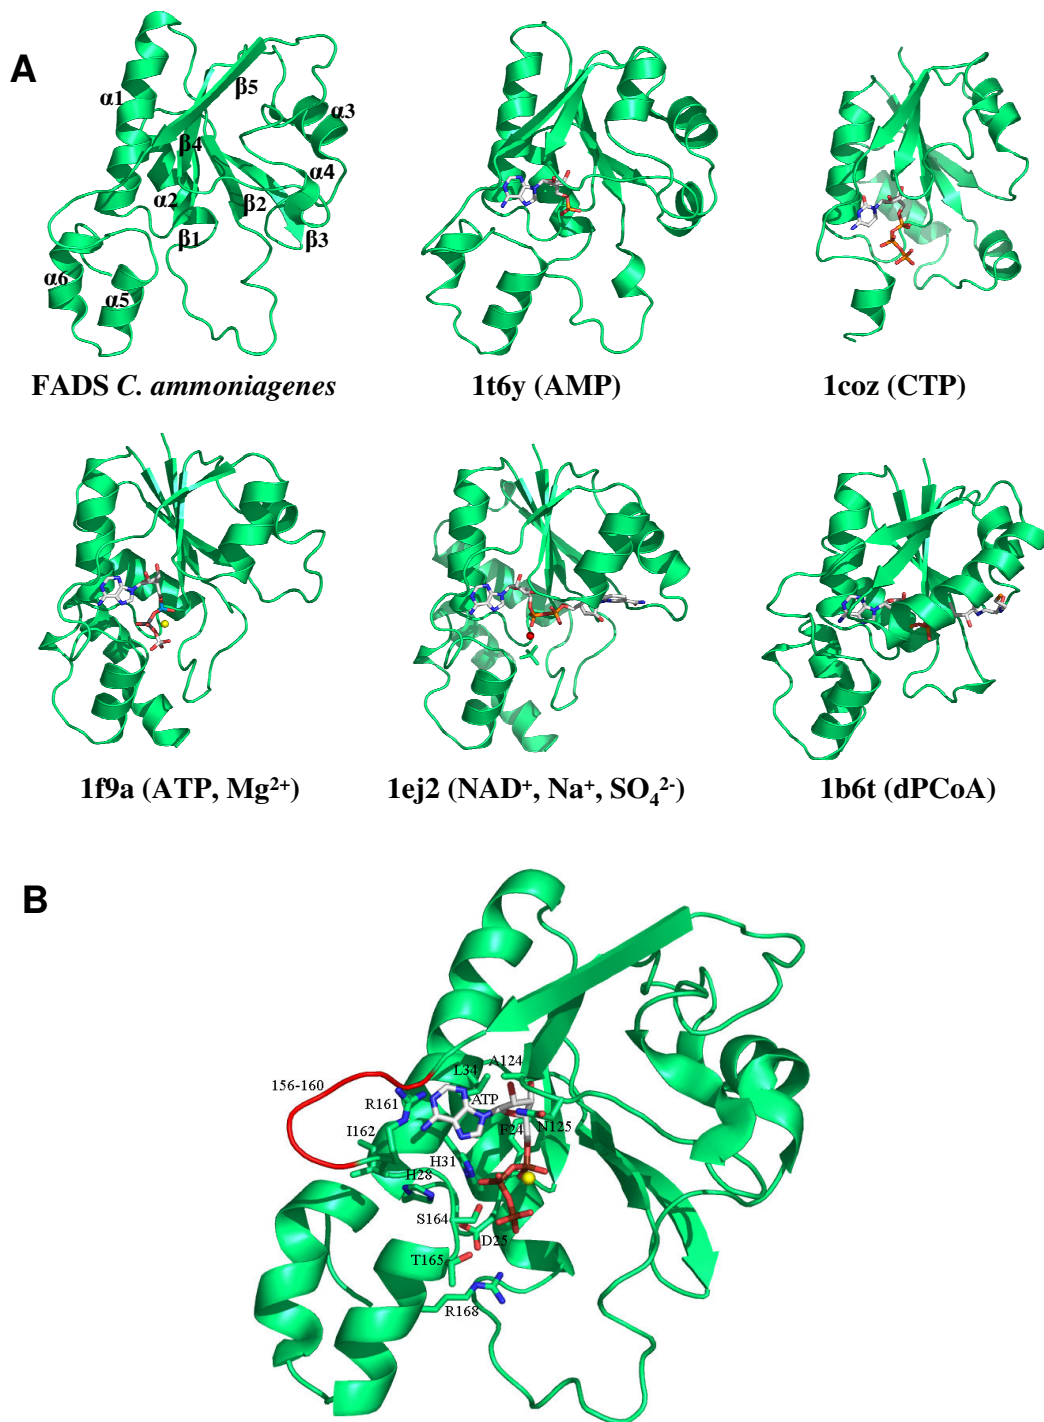 A
α1
β5
α3
β4
α4
α2
β2
β1
β3
α6
α5
FADS C. ammoniagenes
1t6y (AMP)
1coz (CTP)
1f9a (ATP, Mg²⁺)
1ej2 (NAD⁺, Na⁺, SO₄²⁻)
1b6t (dPCoA)
B
156-160
L34
A124
R161
ATP
I162
F24
N125
H31
H28
S164
D25
T165
R168